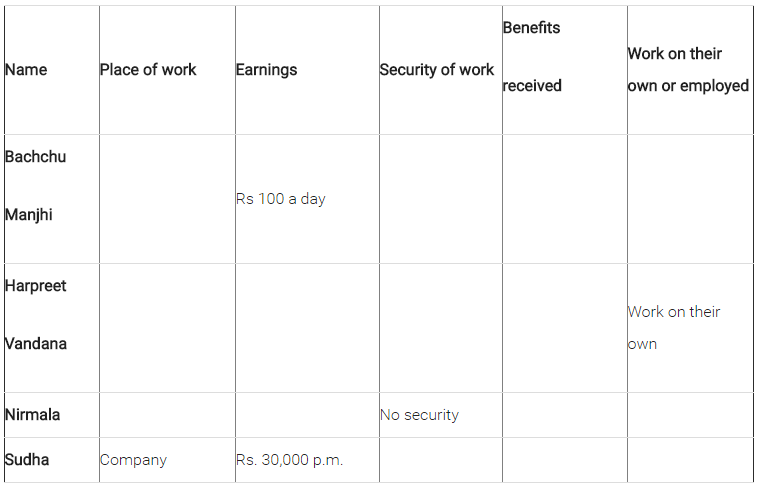 Name
Place of work
Earnings
Security of work
Benefits
received
Work on their
own or employed
Bachchu
Manjhi
Rs 100 a day
Harpreet
Vandana
Work on their
own
Nirmala
No security
Sudha
Company
Rs. 30,000 p.m.